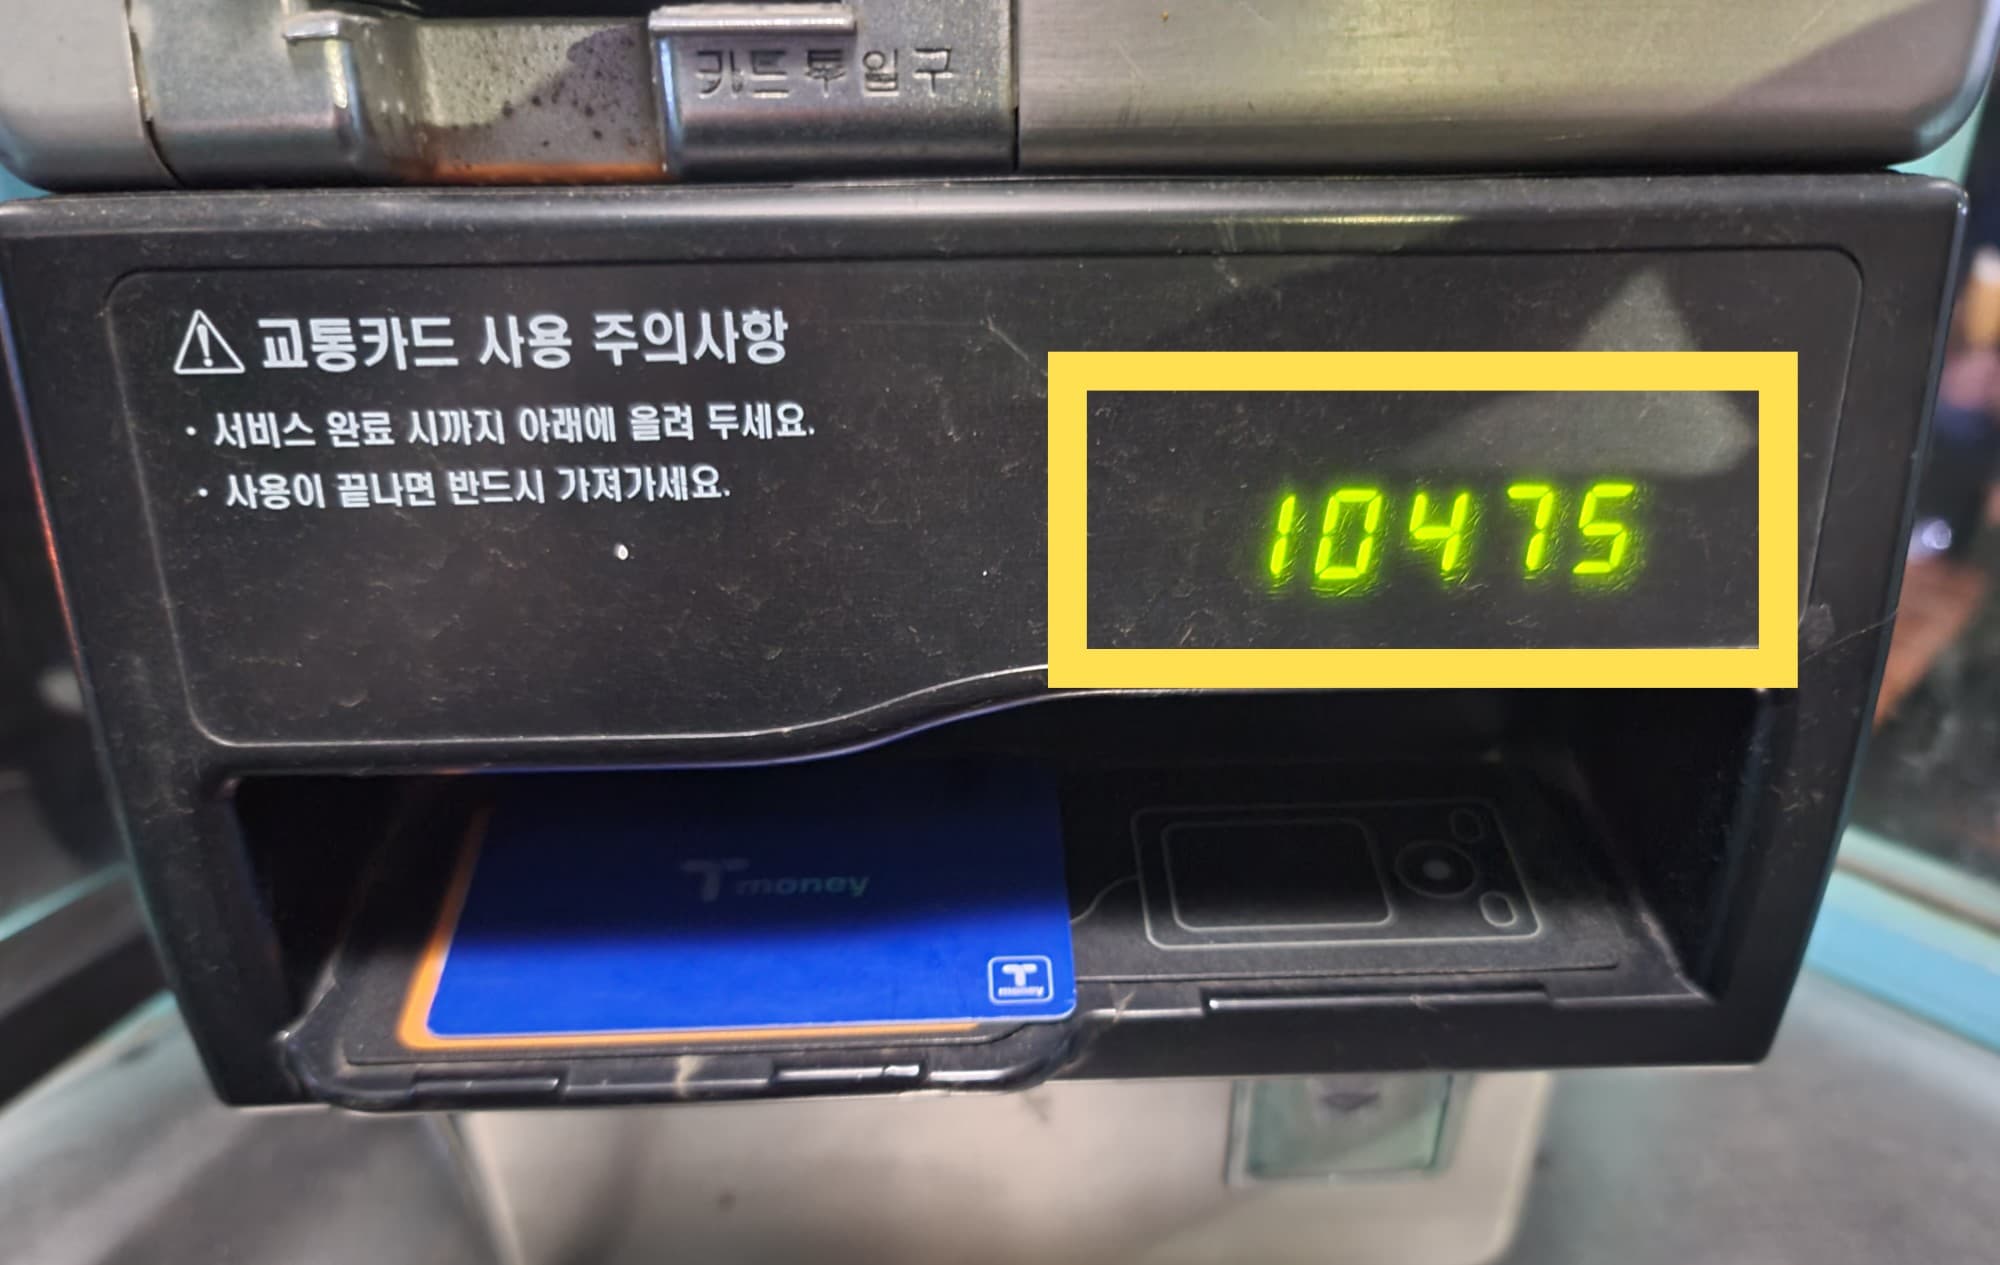 카드투입구
교통카드 사용 주의사항
· 서비스 완료 시까지 아래에 올려 두세요.
· 사용이 끝나면 반드시 가져가세요.
10475
Tmoney
T money